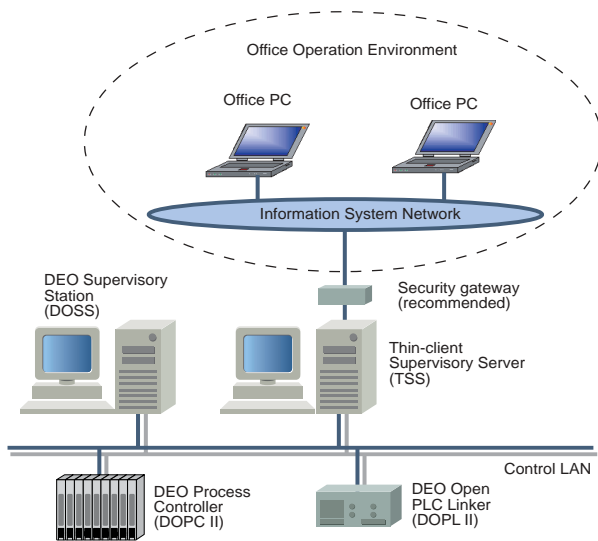 Office Operation Environment
Office PC
Office PC
Information System Network
DEO Supervisory
Station
(DOSS)
Security gateway
(recommended)
Thin-client
Supervisory Server
(TSS)
Control LAN
DEO Process
Controller
(DOPC II)
DEO Open
PLC Linker
(DOPL II)